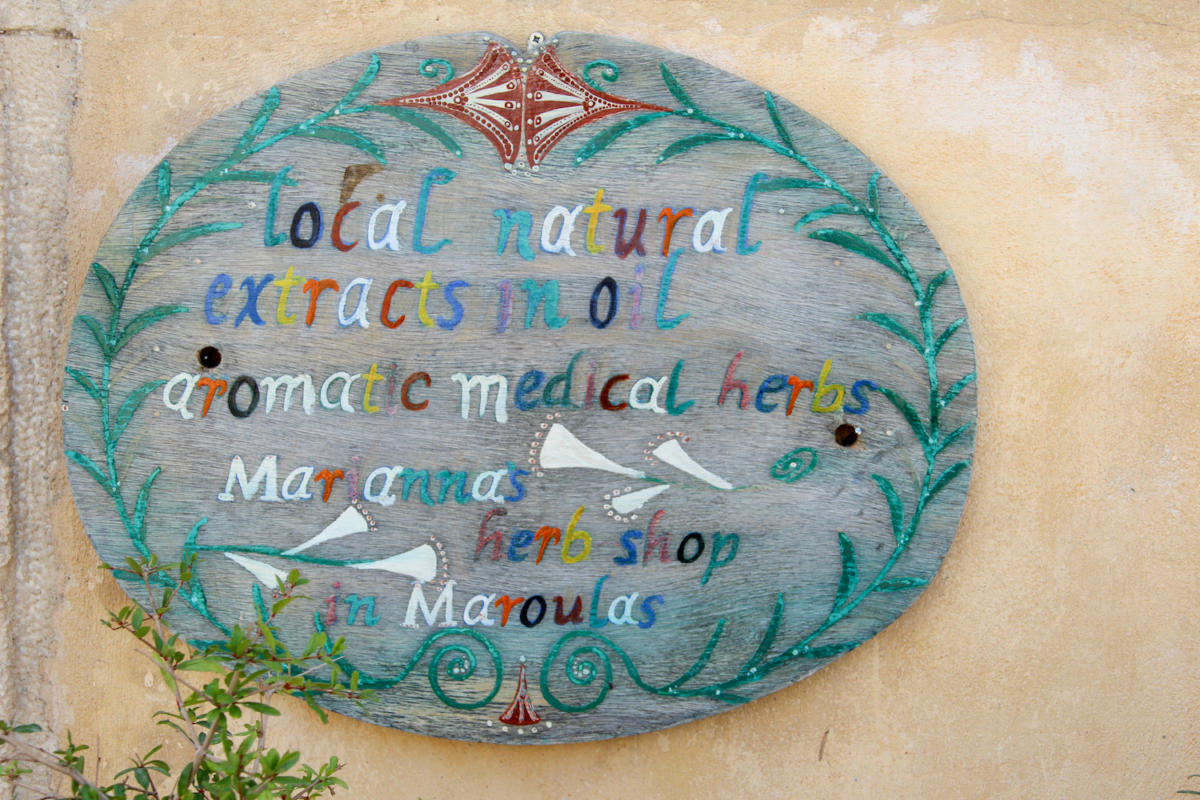 local natural
extracts in oil
aromatic medical herbs
Marianna's
herb shop
in Maroulas